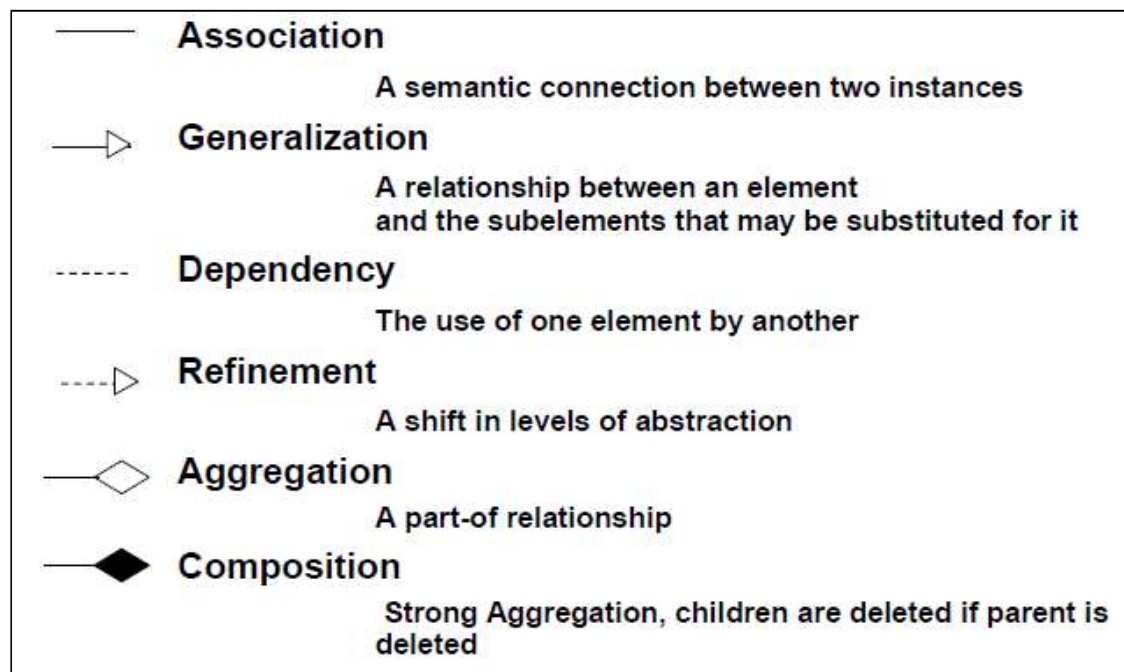 Association
A semantic connection between two instances
Generalization
A relationship between an element
and the subelements that may be substituted for it
Dependency
The use of one element by another
Refinement
A shift in levels of abstraction
Aggregation
A part-of relationship
Composition
Strong Aggregation, children are deleted if parent is
deleted